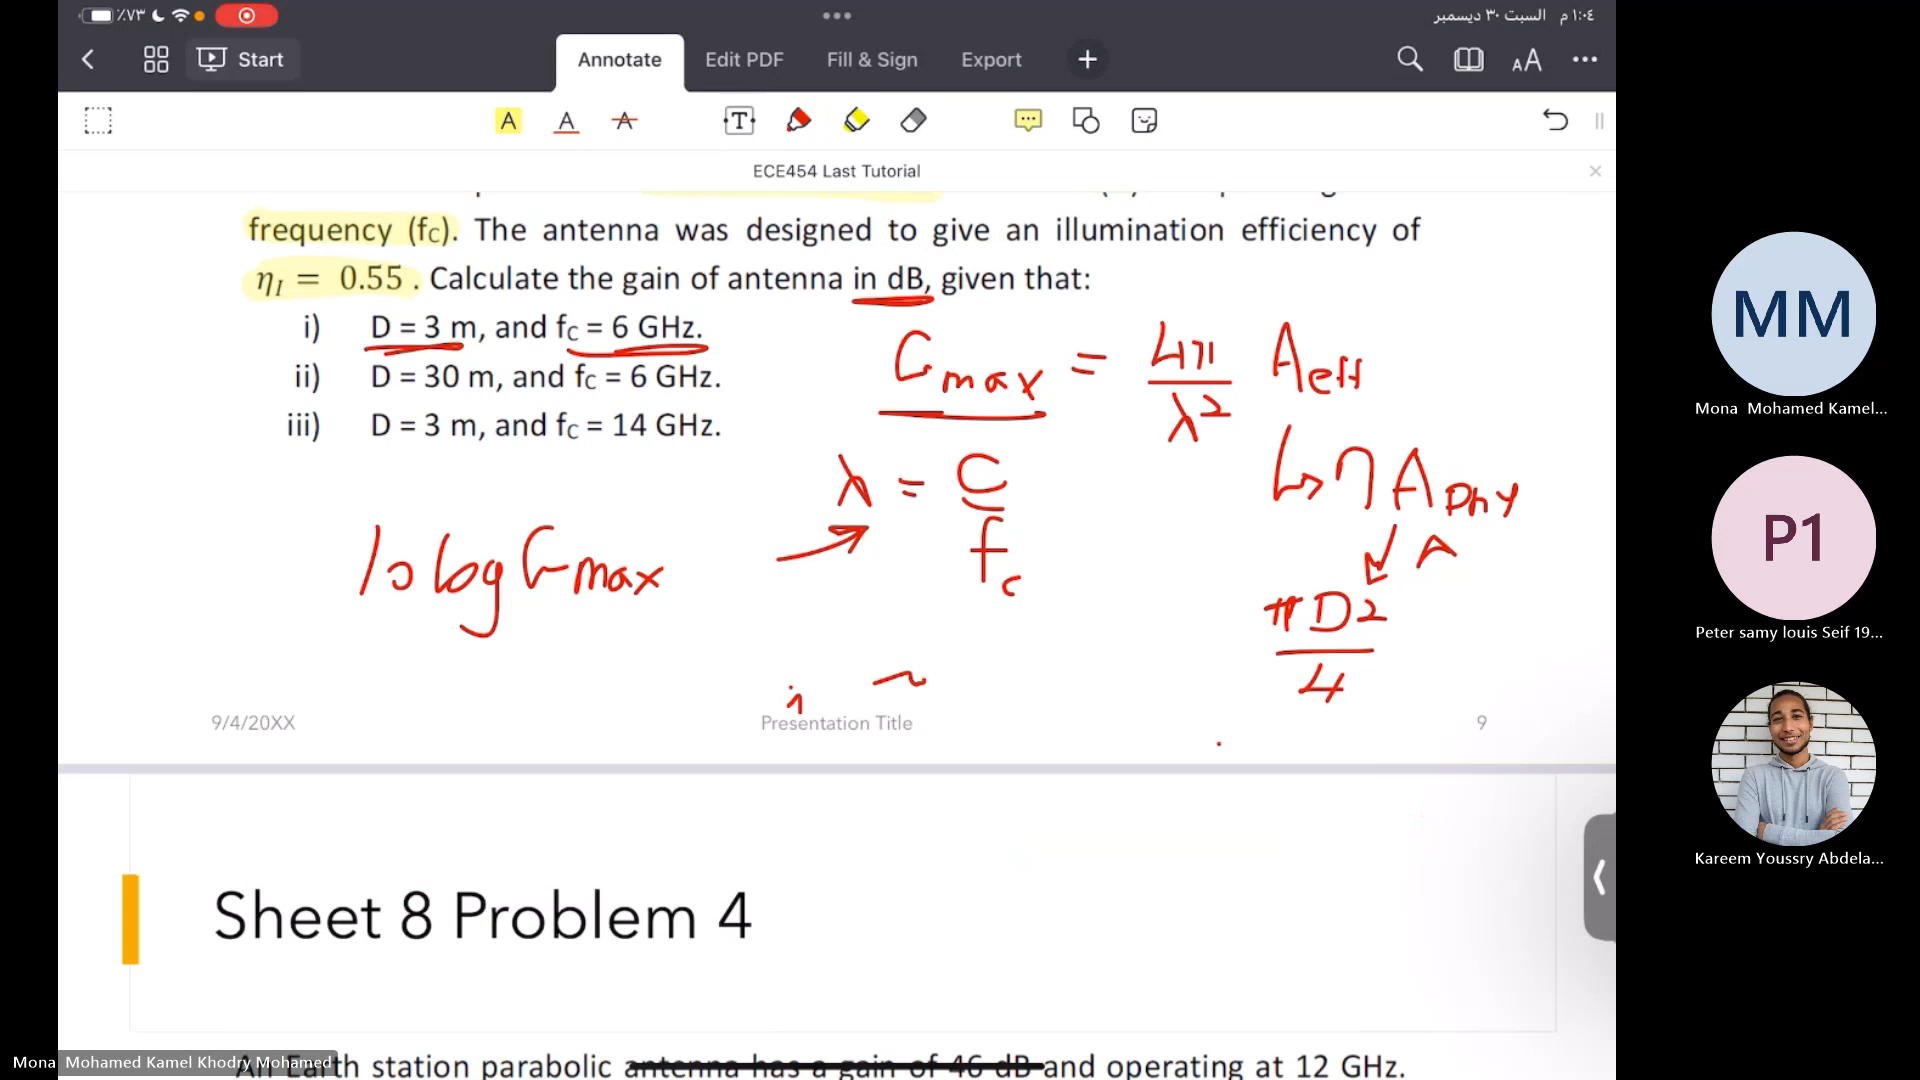 ٪٧٣
السبت ٣٠ ديسمبر ١:٠٤ م
Start
Annotate
Edit PDF
Fill & Sign
Export
AA
A A A T
ECE454 Last Tutorial
frequency (fC). The antenna was designed to give an illumination efficiency of
ηI = 0.55 . Calculate the gain of antenna in dB, given that:
i) D = 3 m, and fC = 6 GHz.
ii) D = 30 m, and fC = 6 GHz.
iii) D = 3 m, and fC = 14 GHz.
Gmax = 4π/λ2 Aeff
λ = C/fc
η APhy
A
πD2/4
10 log Gmax
9/4/20XX
Presentation Title
9
Sheet 8 Problem 4
An Earth station parabolic antenna has a gain of 46 dB and operating at 12 GHz.
Mona Mohamed Kamel Khodry Mohamed
MM
Mona Mohamed Kamel...
P1
Peter samy louis Seif 19...
Kareem Youssry Abdela...